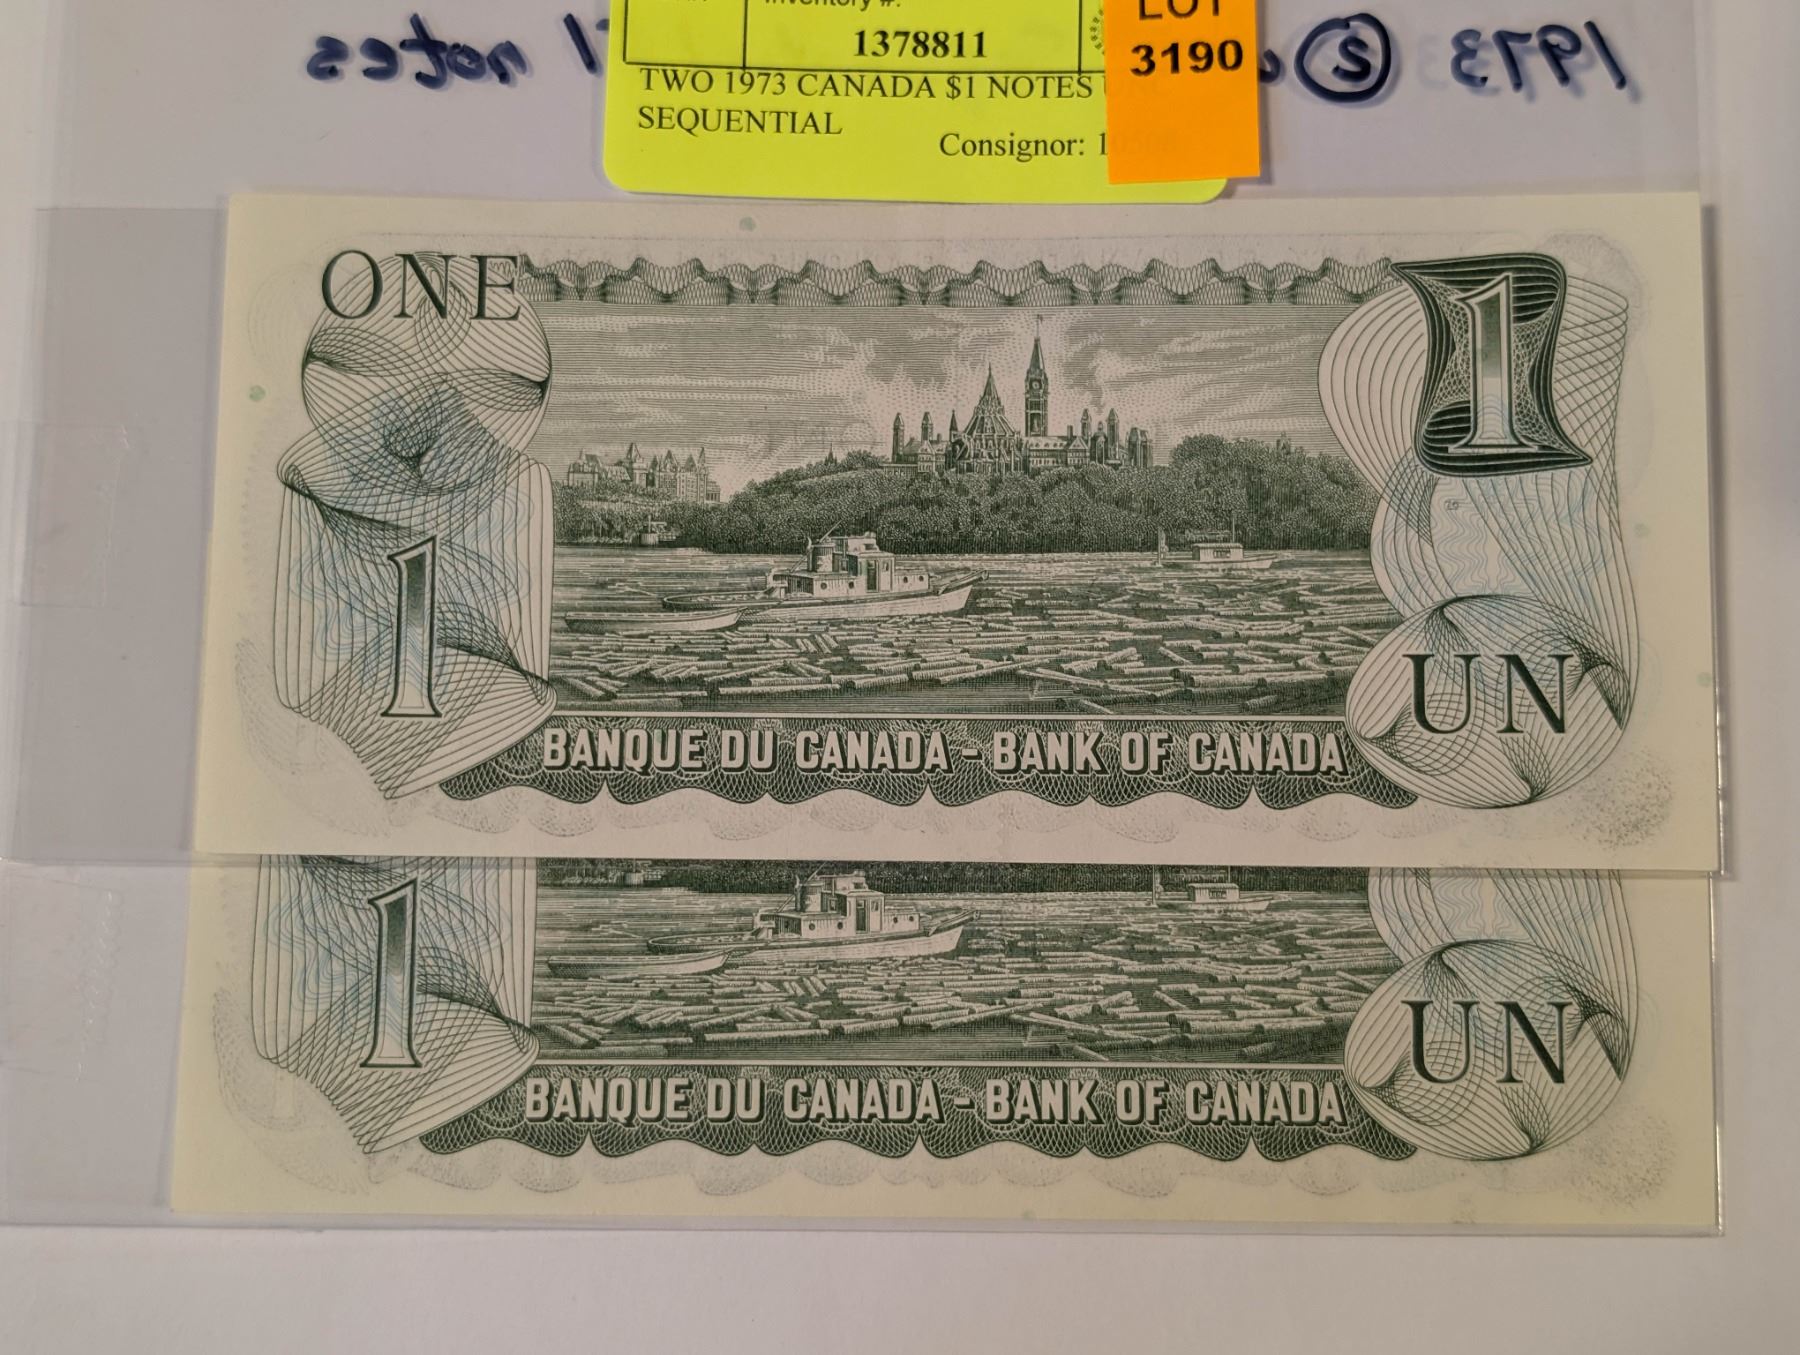 Inventory #:
1378811
LOT
3190
TWO 1973 CANADA $1 NOTES UNC
SEQUENTIAL
Consignor:
1973
notes
ONE
1
1
UN
BANQUE DU CANADA - BANK OF CANADA
1
UN
BANQUE DU CANADA - BANK OF CANADA